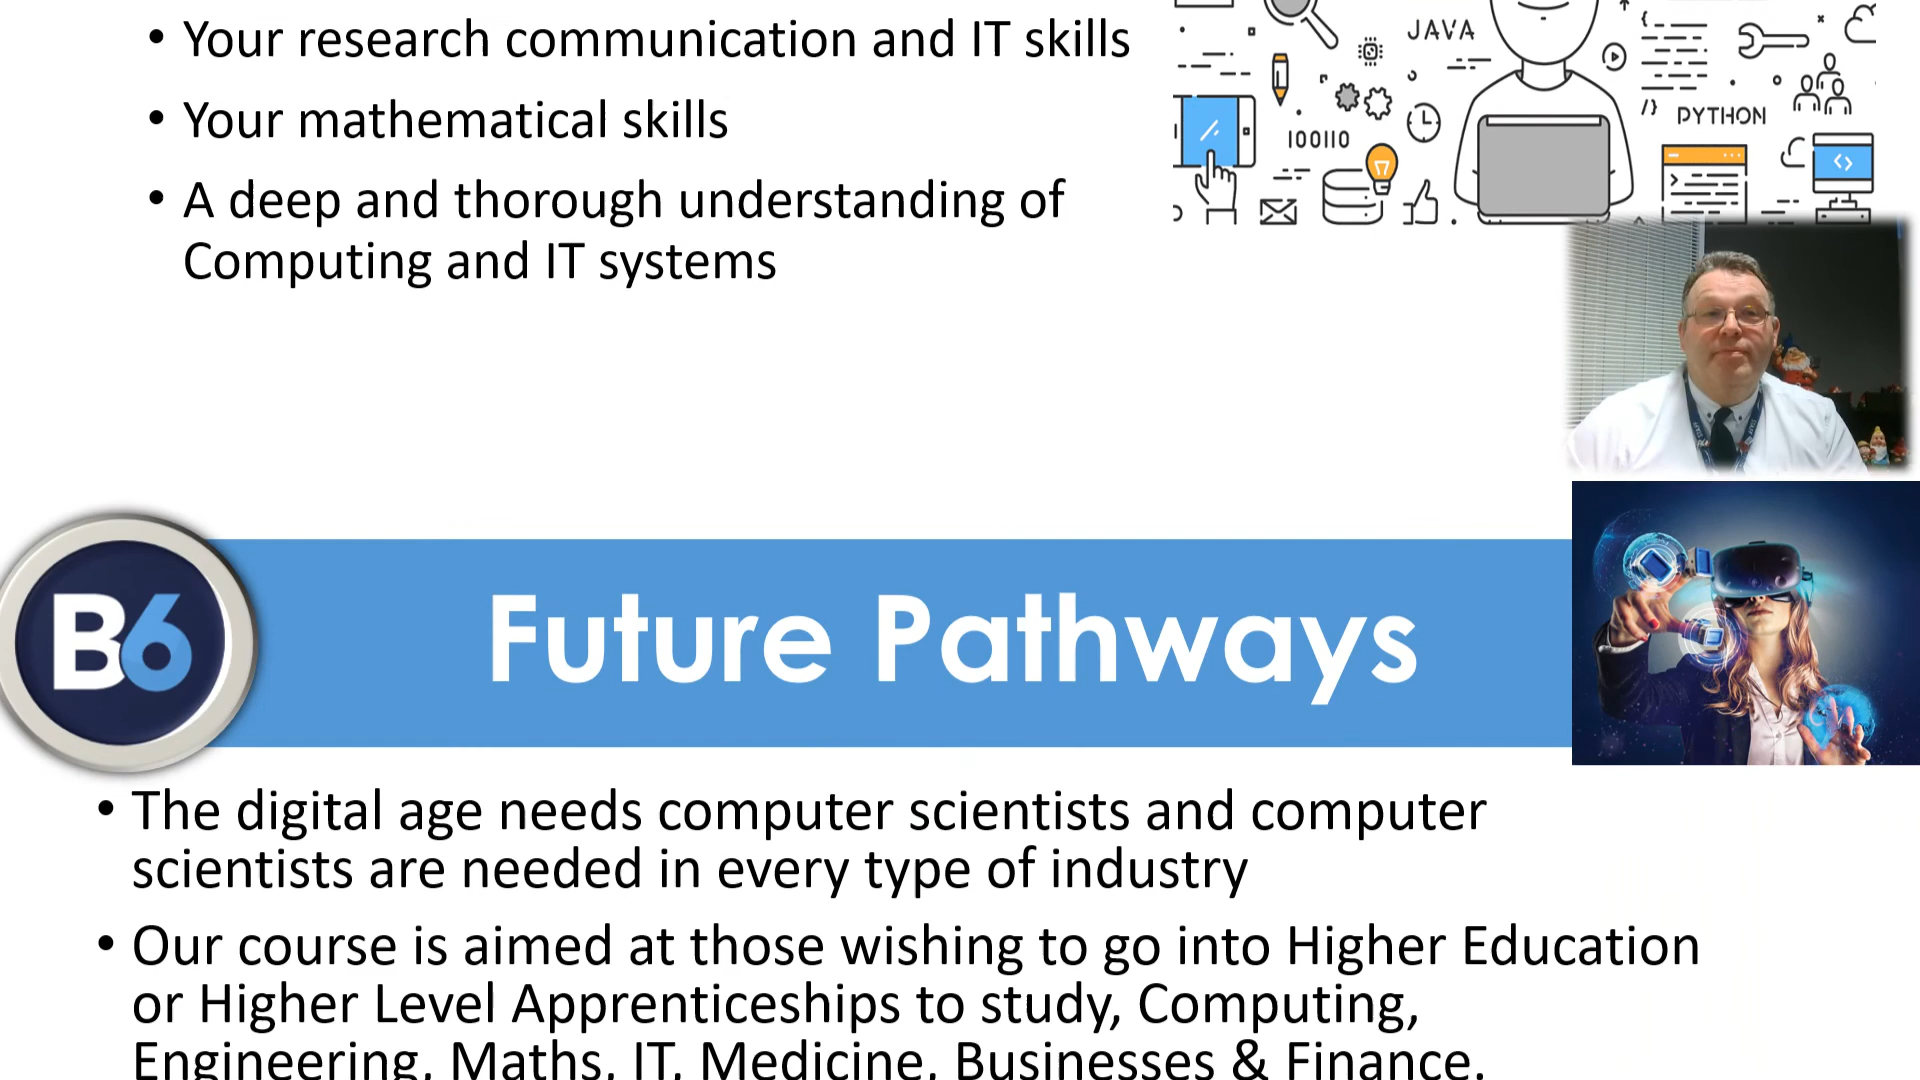 • Your research communication and IT skills
• Your mathematical skills
• A deep and thorough understanding of
Computing and IT systems
JAVA
PYTHON
100110
B6
Future Pathways
• The digital age needs computer scientists and computer
scientists are needed in every type of industry
• Our course is aimed at those wishing to go into Higher Education
or Higher Level Apprenticeships to study, Computing,
Engineering, Maths, IT, Medicine, Businesses & Finance.